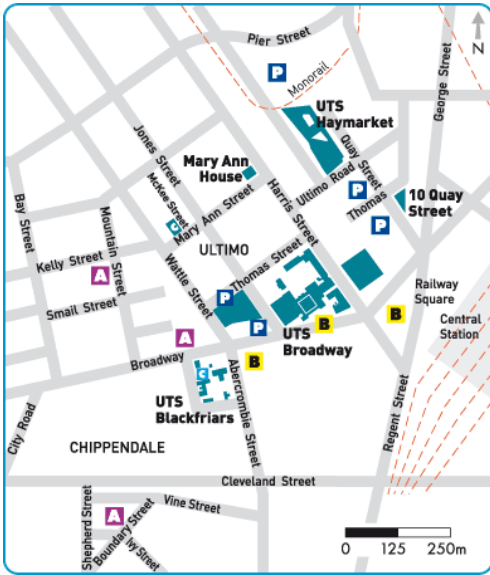 Pier Street
N
P
Monorail
George Street
UTS
Haymarket
Jones Street
Quay Street
Mary Ann
House
McKee Street
Ultimo Road
P
10 Quay
Street
Bay Street
Mountain Street
C
Mary Ann Street
Harris Street
Thomas
P
ULTIMO
Kelly Street
A
Wattle Street
Thomas Street
Railway
Square
Small Street
P
B
Central
Station
A
P
B
UTS
Broadway
Broadway
B
C
UTS
Blackfriars
Abercrombie Street
Regent Street
City Road
CHIPPENDALE
Cleveland Street
Shepherd Street
A
Vine Street
Boundary Street
Ivy Street
0 125 250m